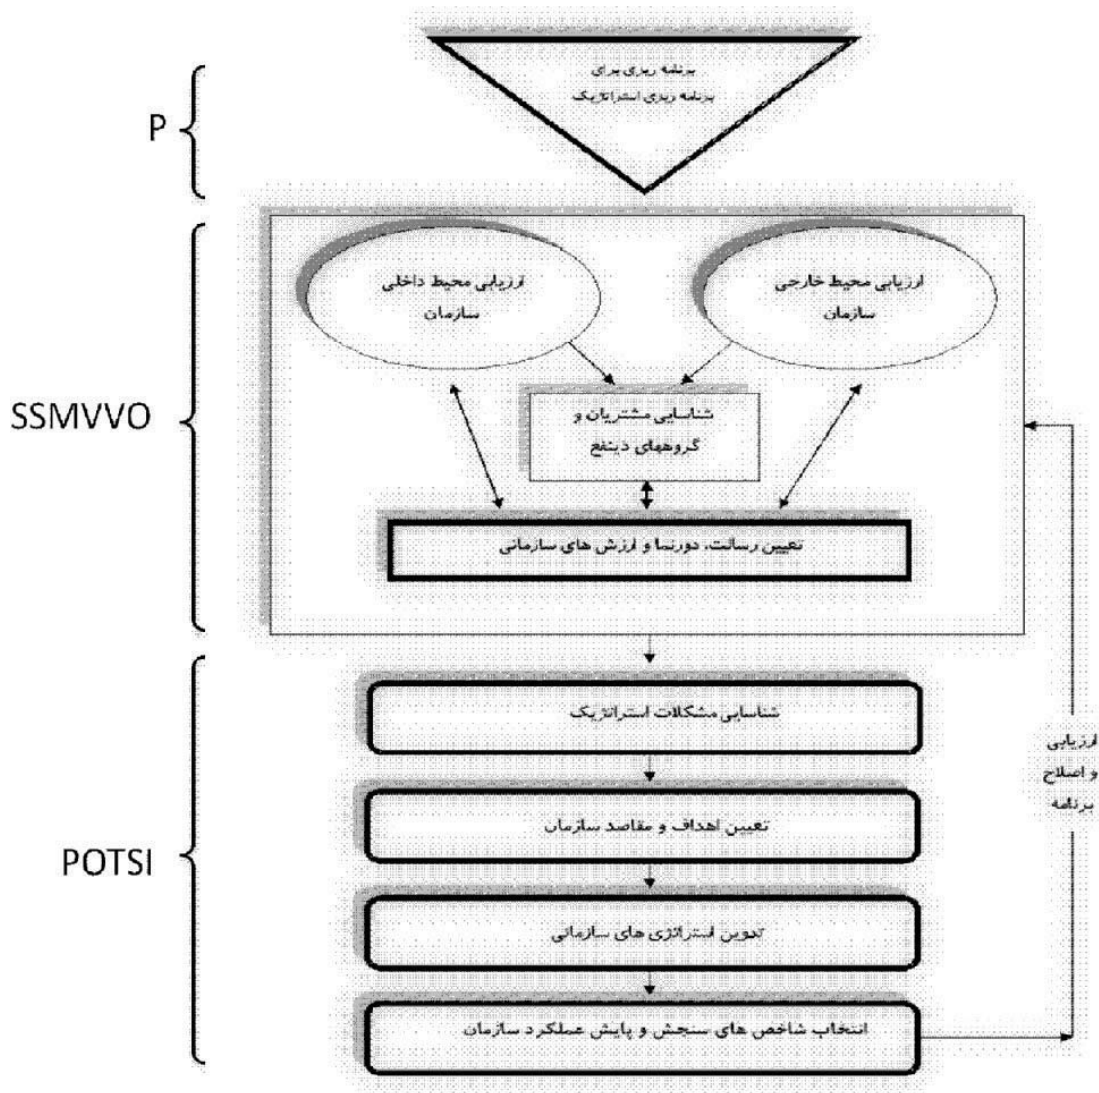 برنامه ریزی برای
برنامه ریزی استراتژیک
P
ارزیابی محیط خارجی
سازمان
ارزیابی محیط داخلی
سازمان
شناسایی مشتریان و
گروههای ذینفع
SSMVVO
تعیین رسالت، دورنما و ارزش های سازمانی
شناسایی مشکلات استراتژیک
ارزیابی
و اصلاح
برنامه
تعیین اهداف و مقاصد سازمان
POTSI
تدوین استراتژی های سازمانی
انتخاب شاخص های سنجش و پایش عملکرد سازمان